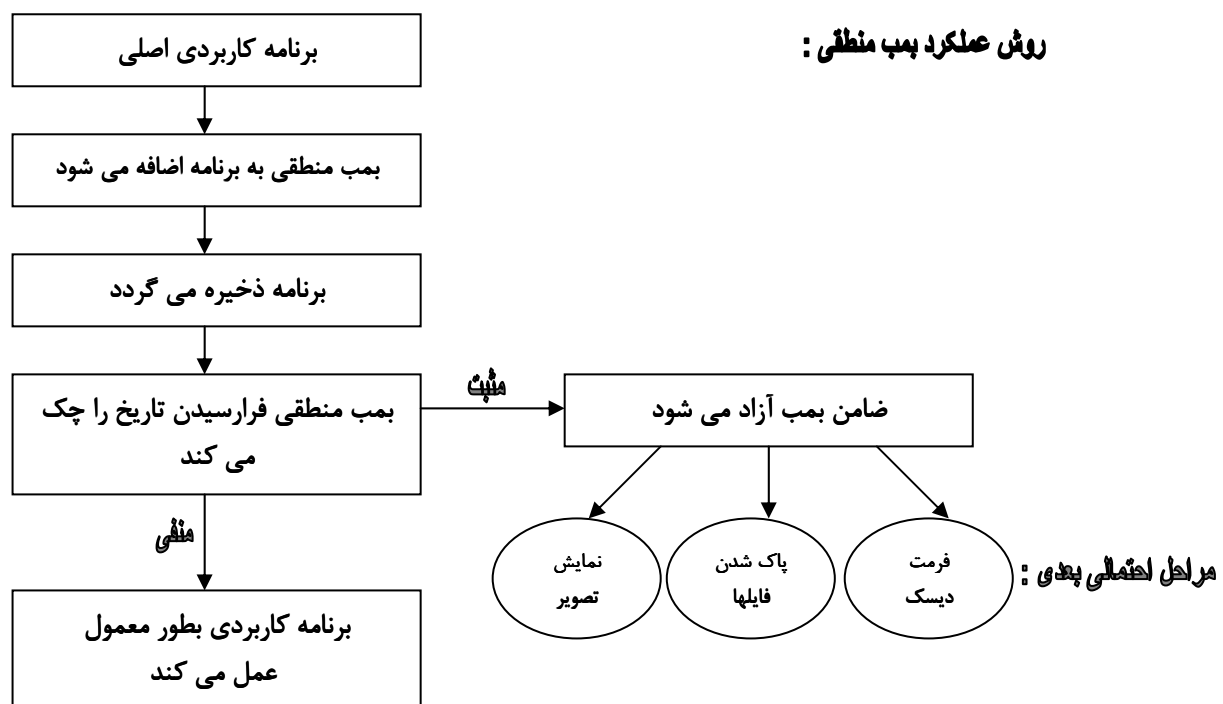 روش عملکرد بمب منطقی :
برنامه کاربردی اصلی
بمب منطقی به برنامه اضافه می شود
برنامه ذخیره می گردد
بمب منطقی فرارسیدن تاریخ را چک
می کند
مثبت
ضامن بمب آزاد می شود
منفی
مراحل احتمالی بعدی :
فرمت
دیسک
پاک شدن
فایلها
نمایش
تصویر
برنامه کاربردی بطور معمول
عمل می کند